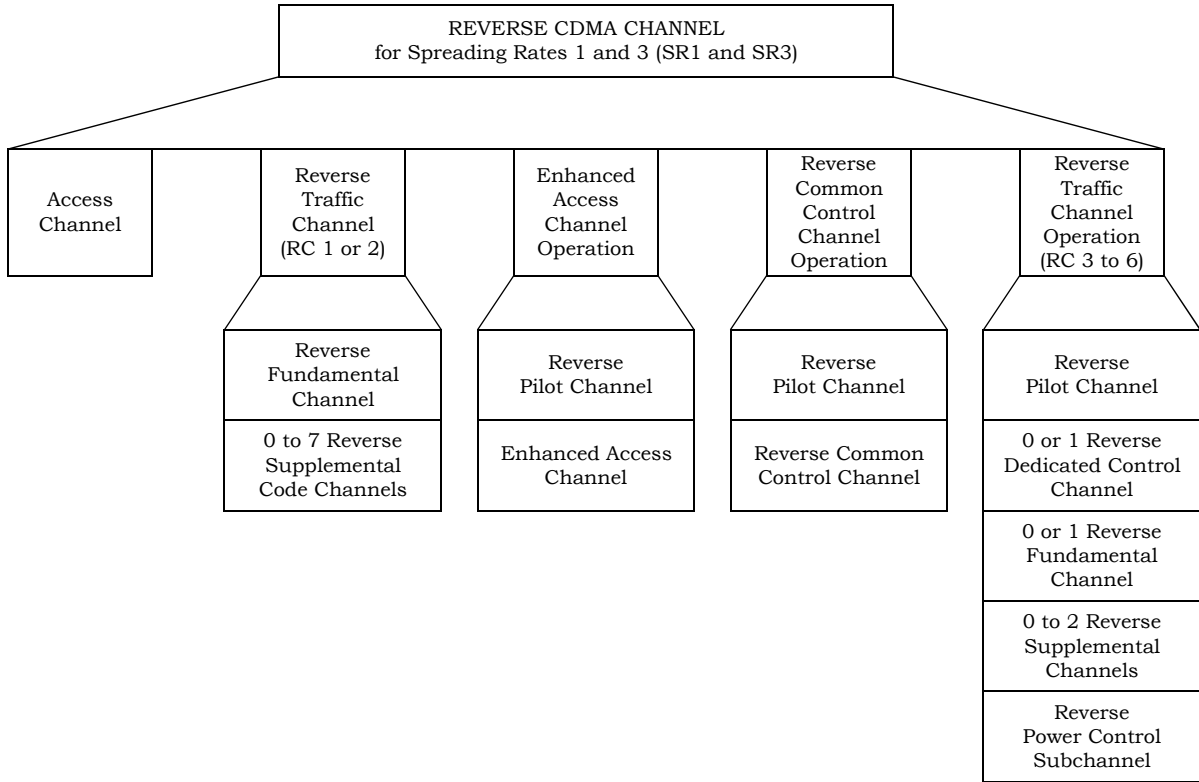 REVERSE CDMA CHANNEL
for Spreading Rates 1 and 3 (SR1 and SR3)
Access
Channel
Reverse
Traffic
Channel
(RC 1 or 2)
Enhanced
Access
Channel
Operation
Reverse
Common
Control
Channel
Operation
Reverse
Traffic
Channel
Operation
(RC 3 to 6)
Reverse
Fundamental
Channel
0 to 7 Reverse
Supplemental
Code Channels
Reverse
Pilot Channel
Enhanced Access
Channel
Reverse
Pilot Channel
Reverse Common
Control Channel
Reverse
Pilot Channel
0 or 1 Reverse
Dedicated Control
Channel
0 or 1 Reverse
Fundamental
Channel
0 to 2 Reverse
Supplemental
Channels
Reverse
Power Control
Subchannel